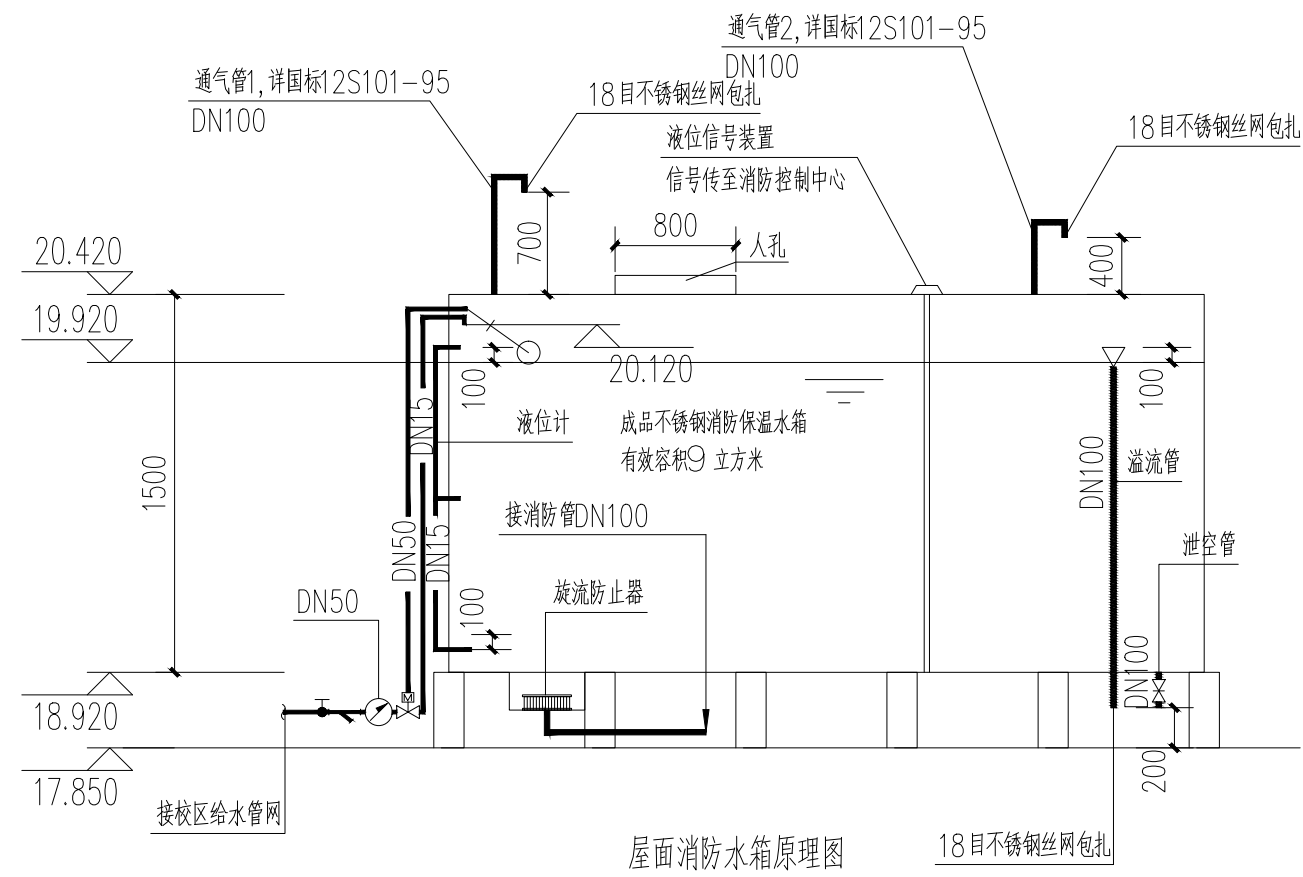 通气管2,详国标12S101-95
DN100
通气管1,详国标12S101-95
DN100
18目不锈钢丝网包扎
18目不锈钢丝网包扎
液位信号装置
信号传至消防控制中心
800
人孔
700
400
20.420
19.920
20.120
100
100
DN15
液位计
成品不锈钢消防保温水箱
有效容积9 立方米
DN100
溢流管
1500
接消防管DN100
DN50
DN15
泄空管
旋流防止器
DN50
100
DN100
M
18.920
17.850
200
接校区给水管网
屋面消防水箱原理图
18目不锈钢丝网包扎